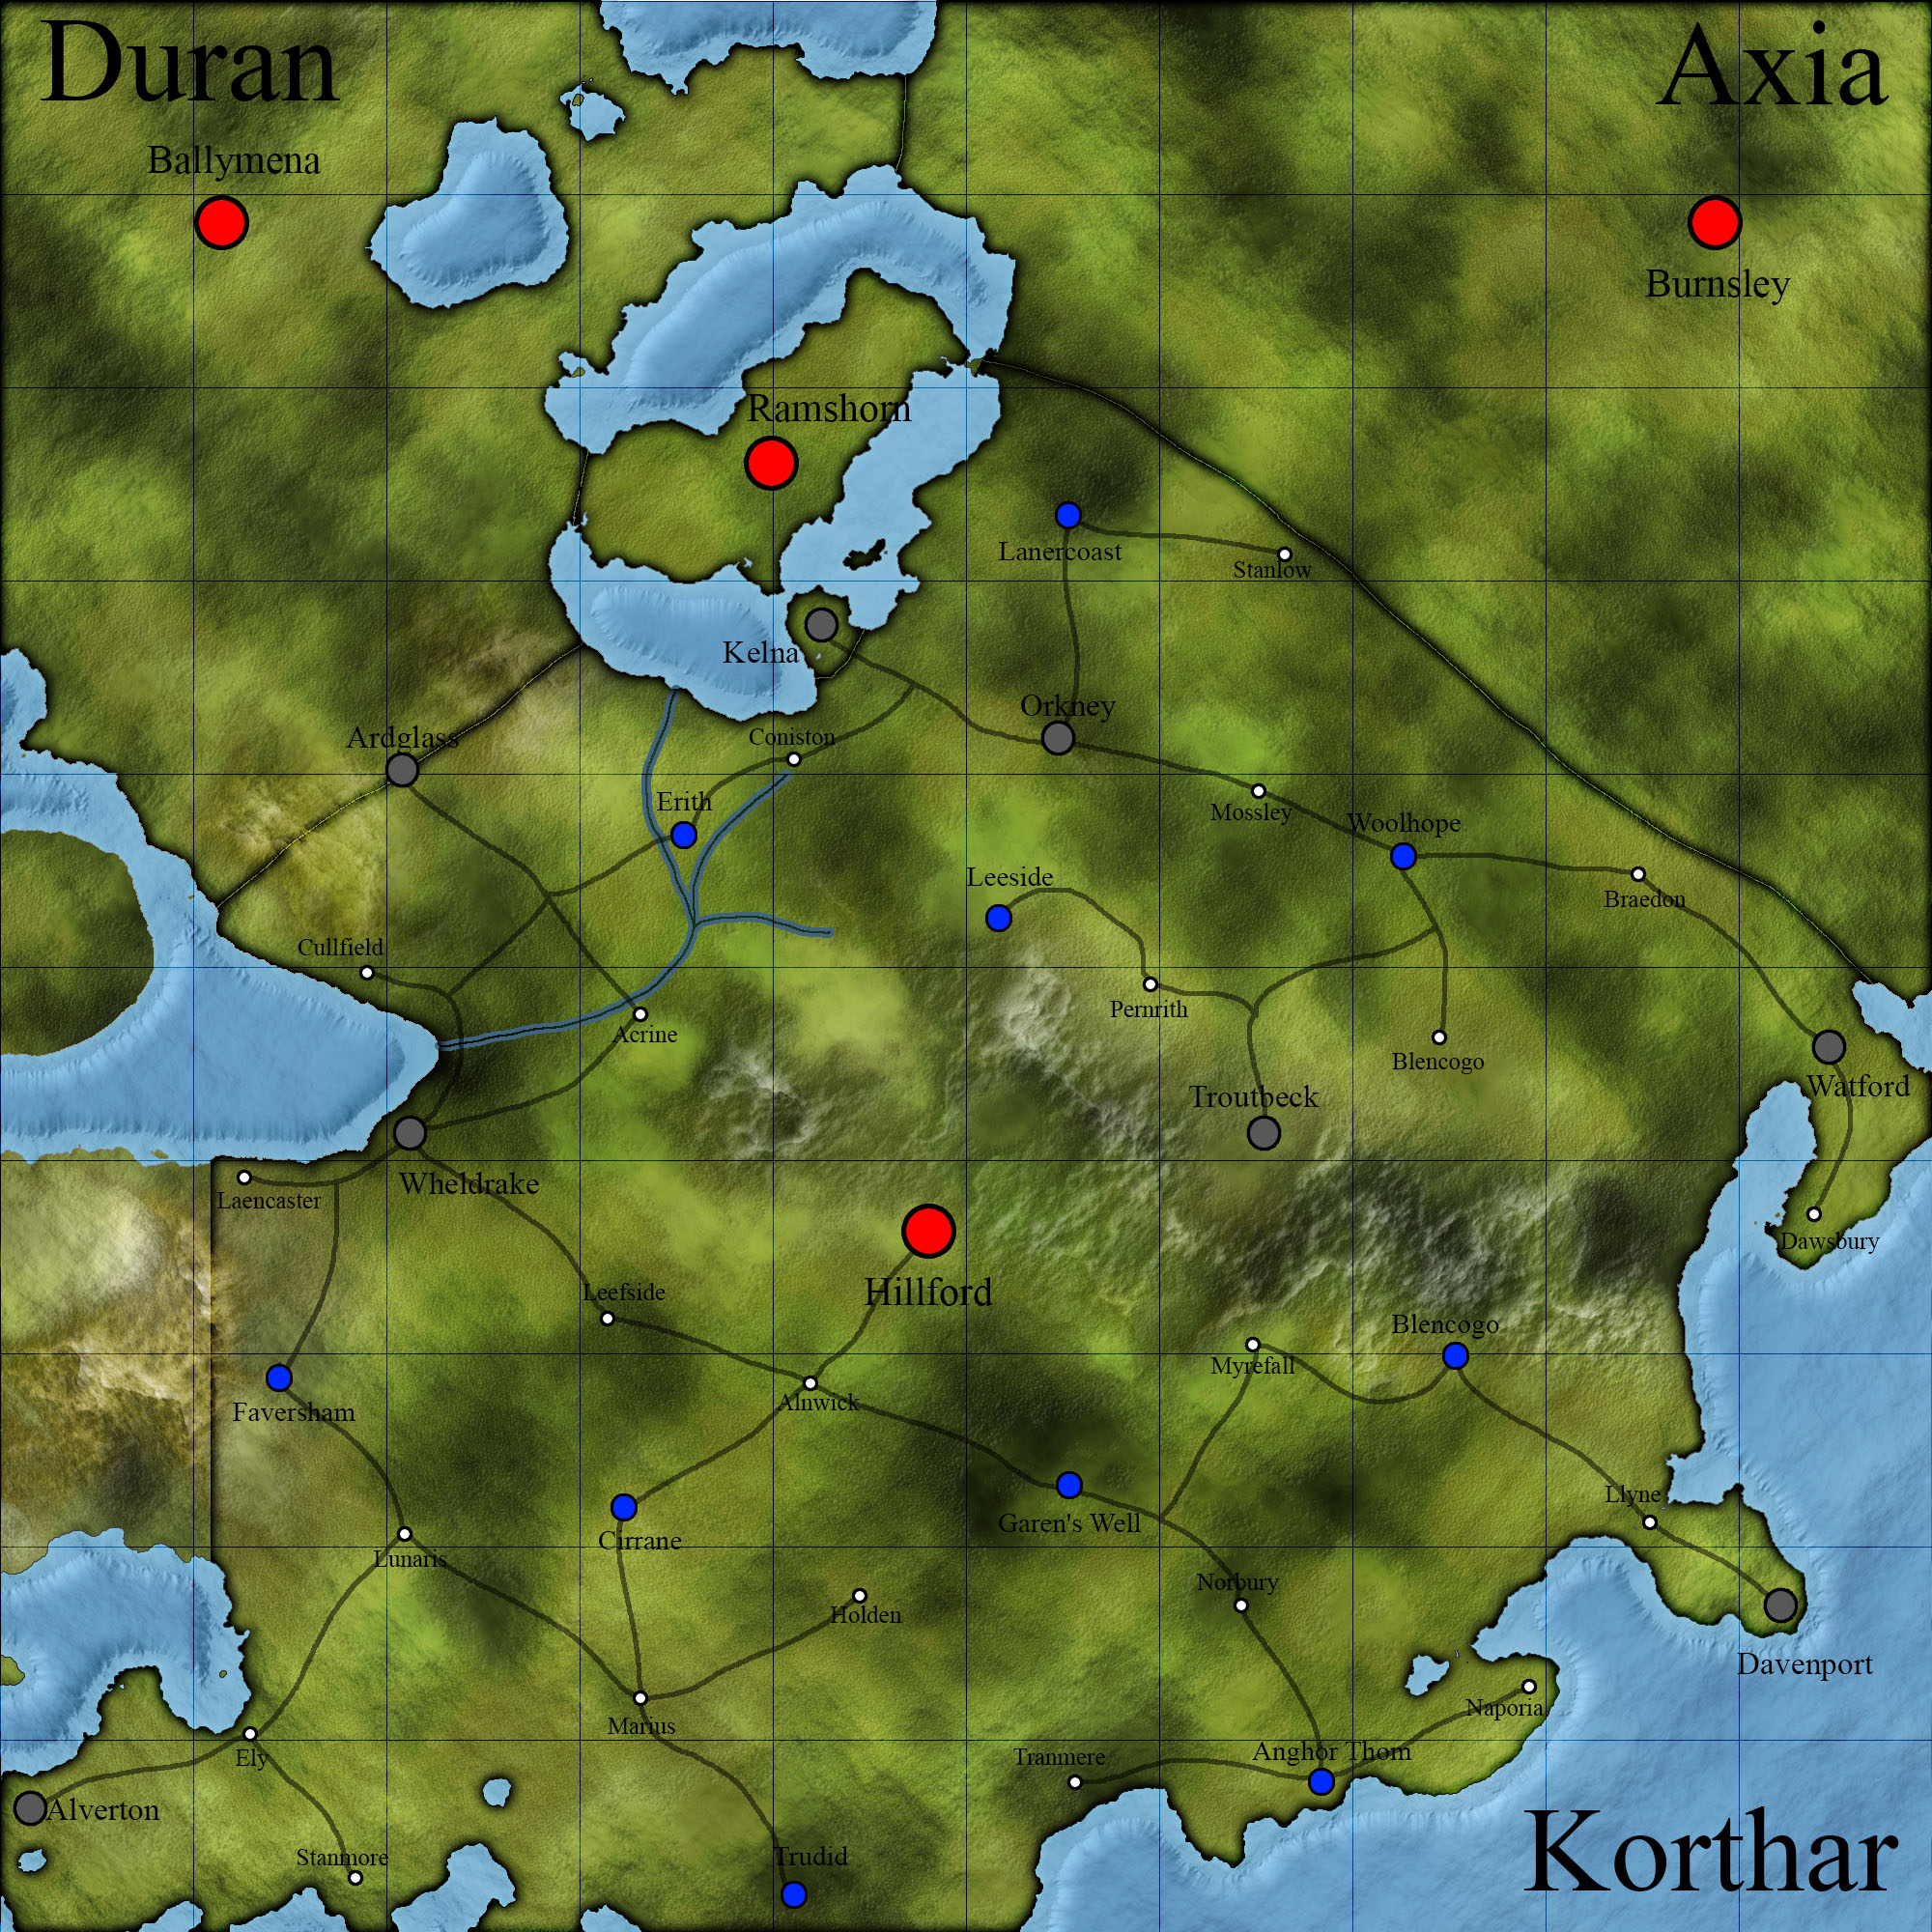 Duran
Axia
Ballymena
Burnsley
Ramshorn
Lanercoast
Stanlow
Kelna
Orkney
Ardglass
Coniston
Erith
Mossley
Woolhope
Leeside
Braedon
Cullfield
Pernrith
Acrine
Blencogo
Watford
Troutbeck
Wheldrake
Laencaster
Dawsbury
Hillford
Leefside
Blencogo
Myrefall
Alnwick
Faversham
Llyne
Garen's Well
Cirrane
Lunaris
Norbury
Holden
Davenport
Naporia
Marius
Anghor Thom
Tranmere
Ely
Alverton
Korthar
Stanmore
Trudid